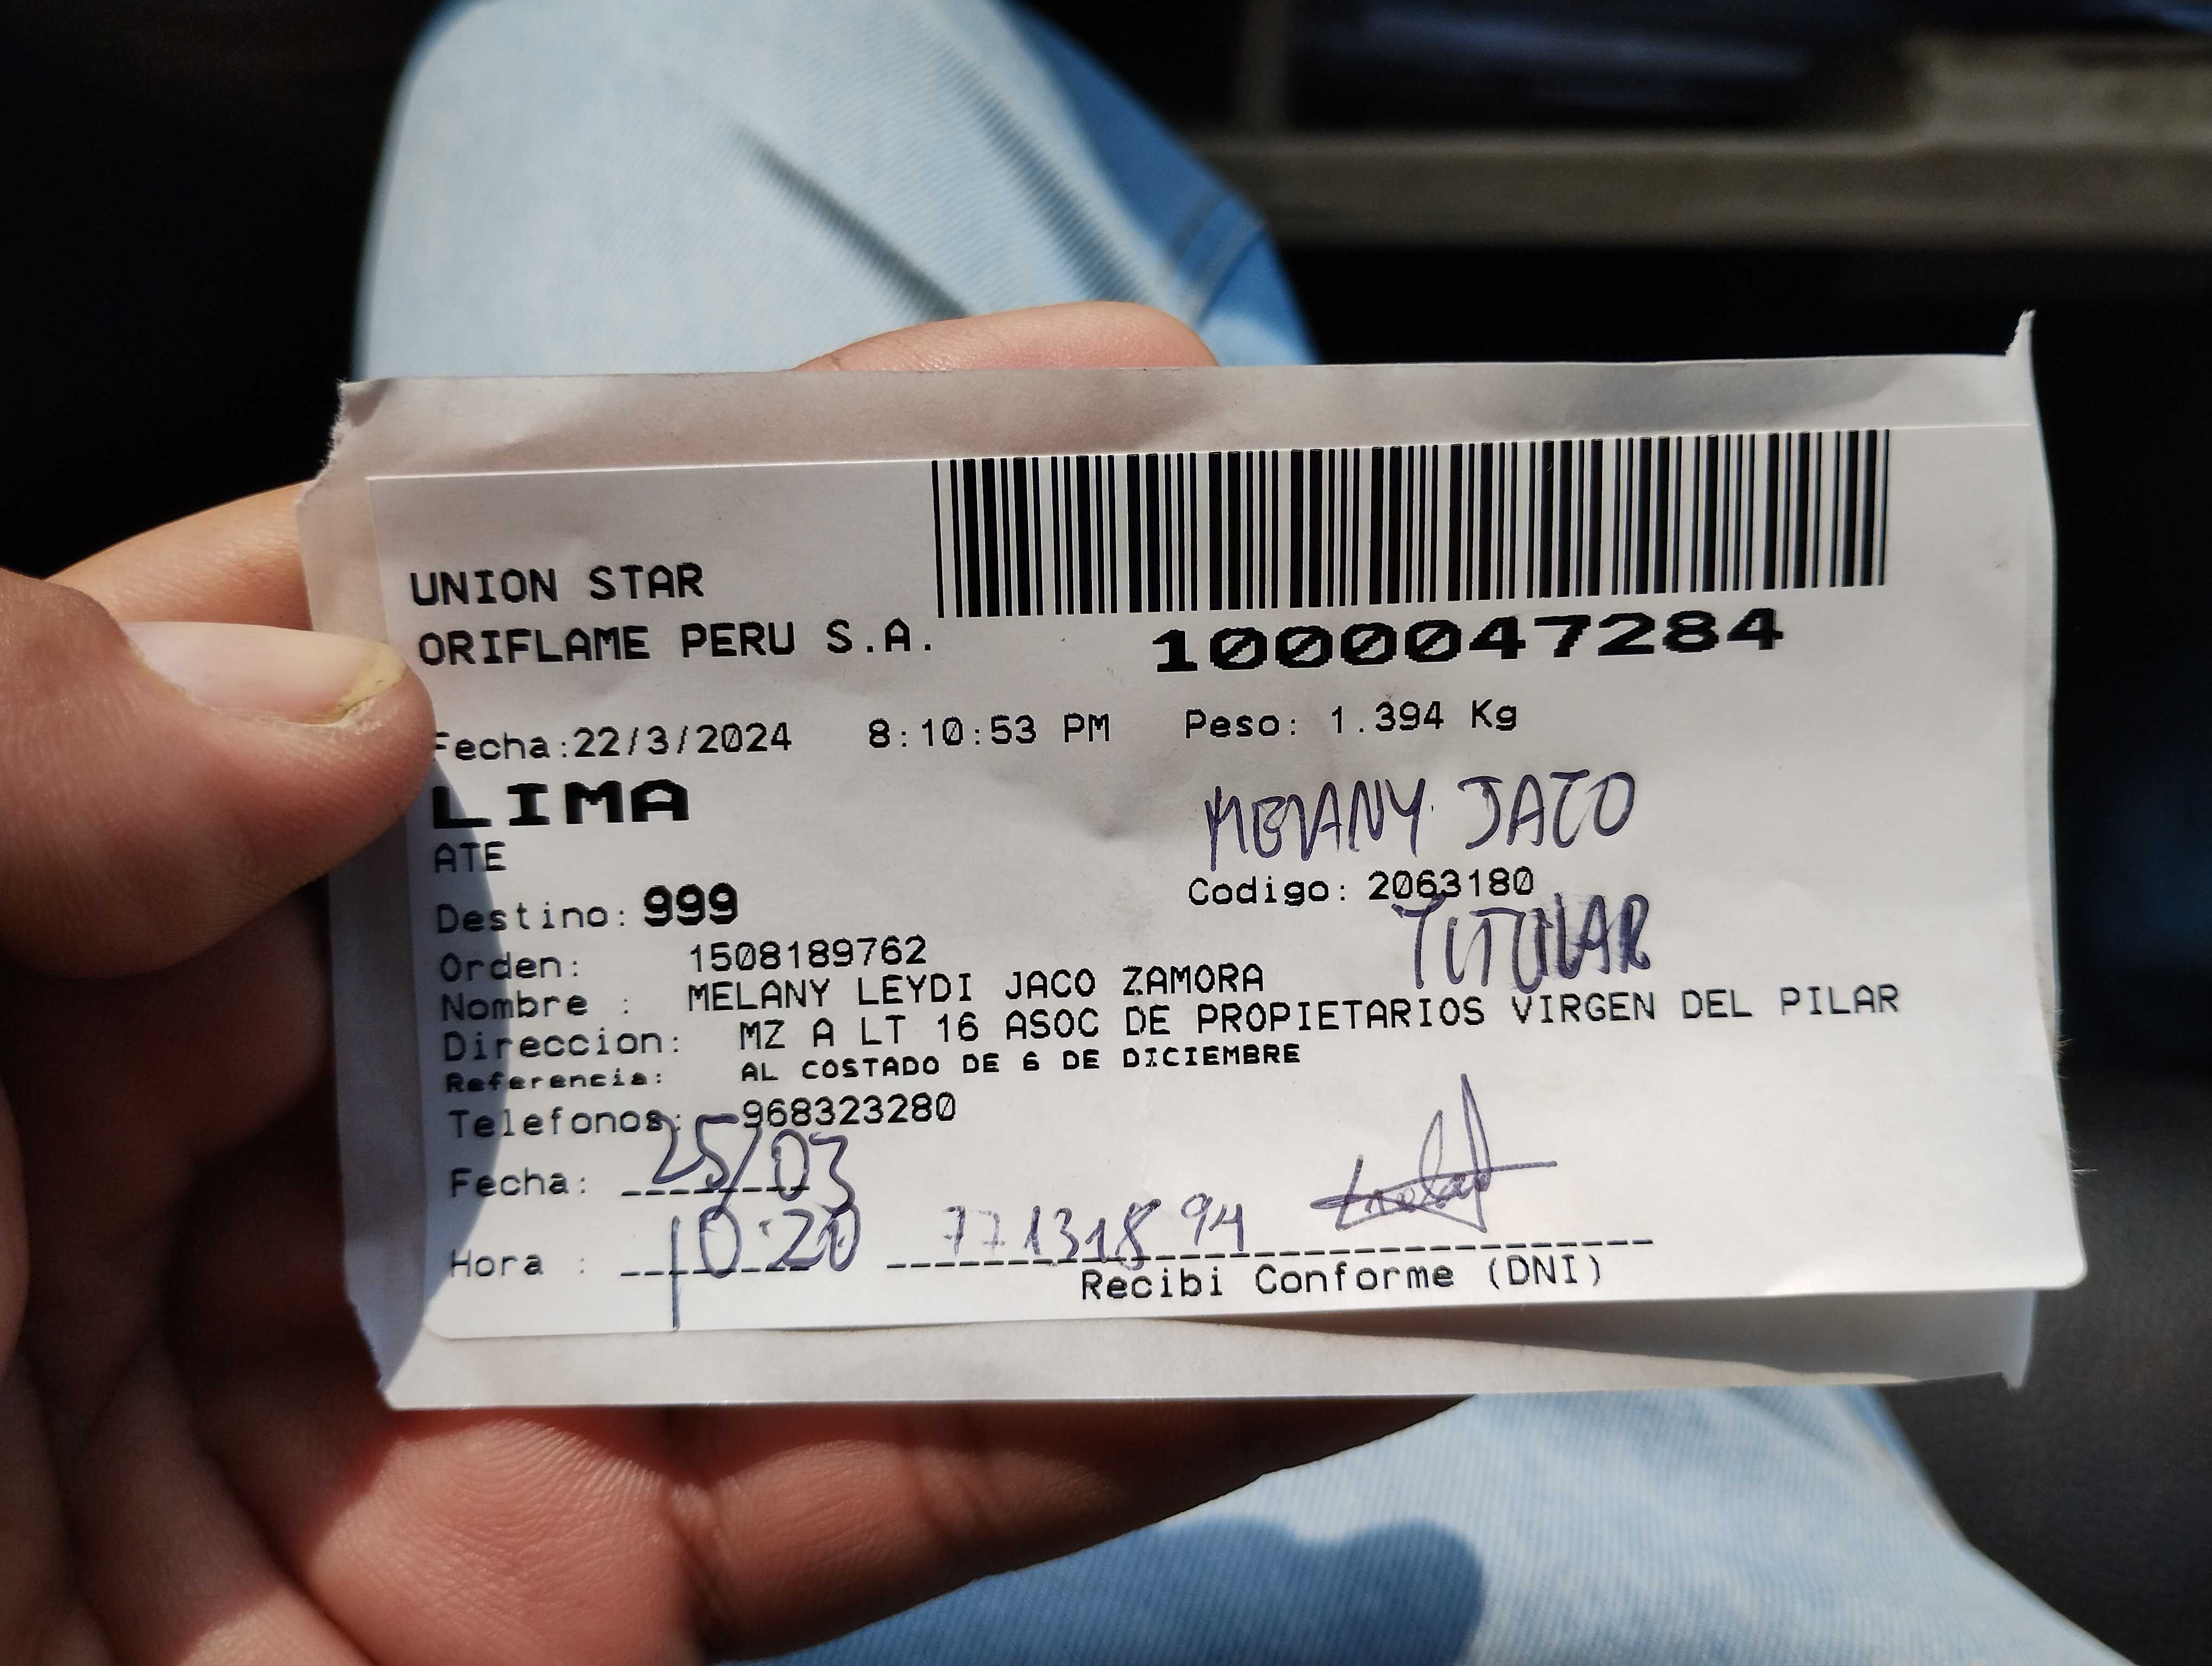 UNION STAR
ORIFLAME PERU S.A.
1000047284
Fecha:22/3/2024 8:10:53 PM Peso: 1.394 Kg
LIMA
MELANY JACO
ATE
Codigo: 2063180
Destino: 999
TITULAR
Orden: 1508189762
Nombre : MELANY LEYDI JACO ZAMORA
Direccion: MZ A LT 16 ASOC DE PROPIETARIOS VIRGEN DEL PILAR
Referencia: AL COSTADO DE 6 DE DICIEMBRE
Telefonos: 968323280
Fecha: 25/03
Hora : 10:20 77131894
Recibi Conforme (DNI)